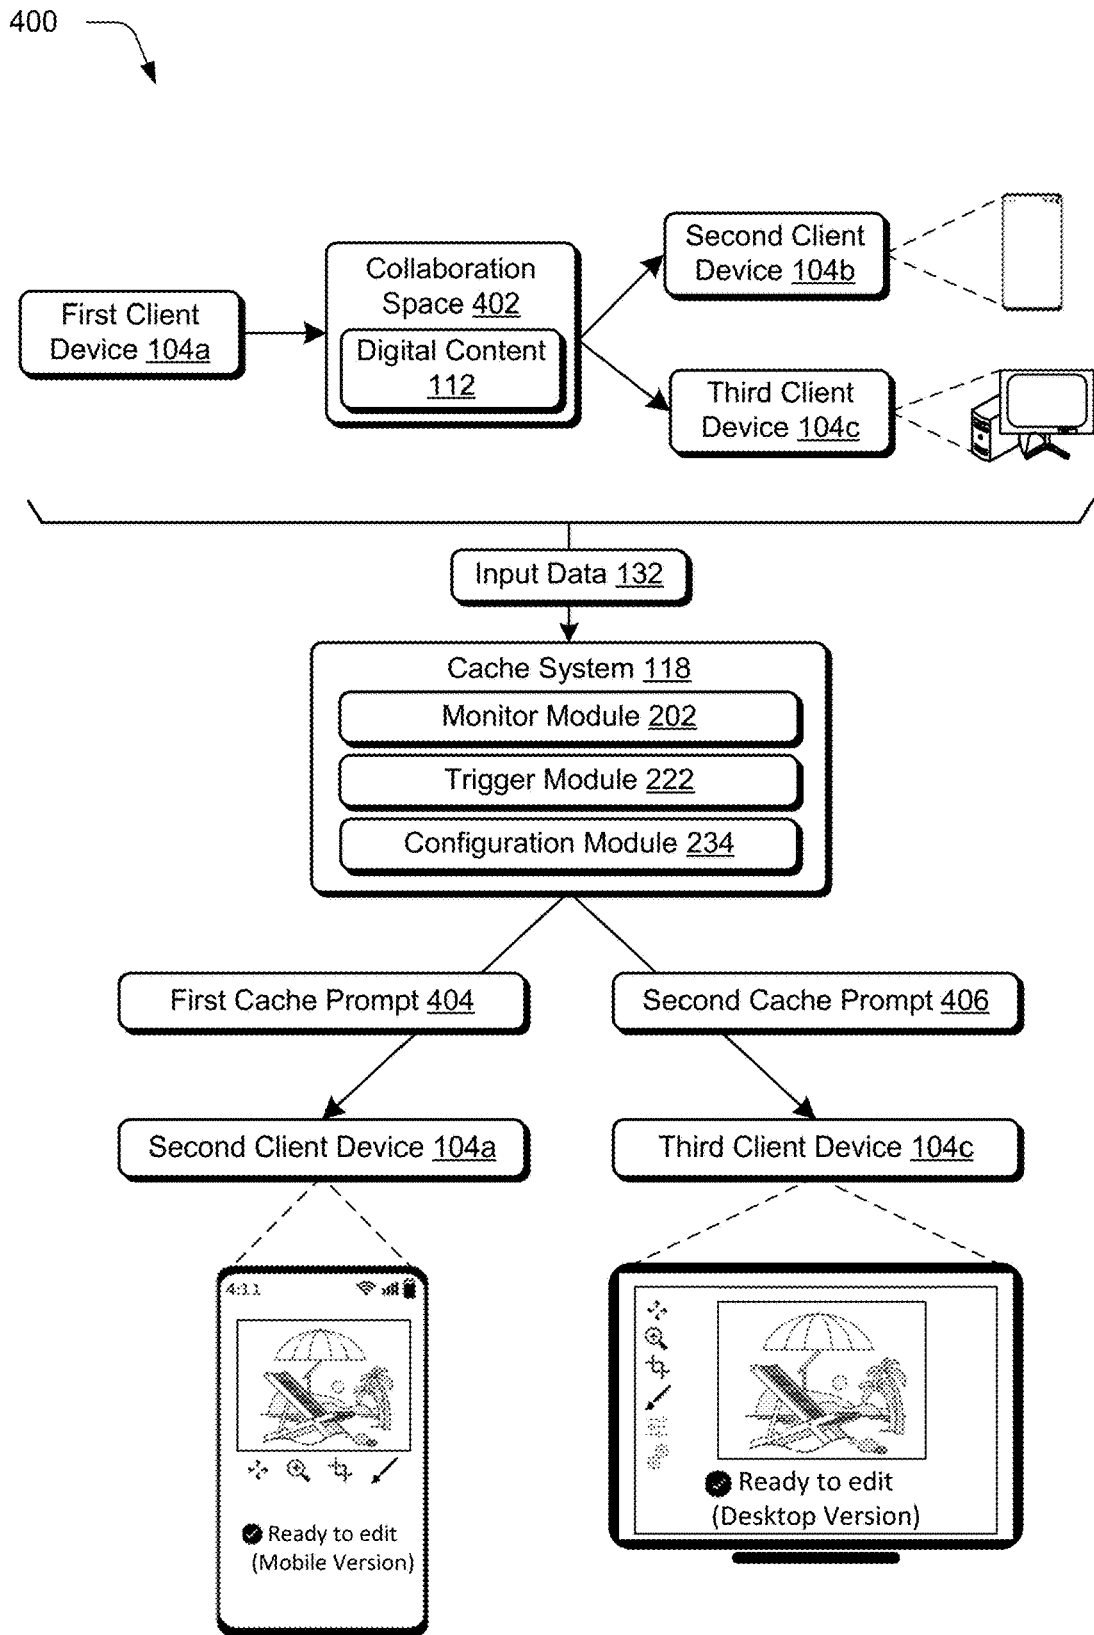 400
Second Client
Device 104b
Collaboration
Space 402
First Client
Device 104a
Digital Content
112
Third Client
Device 104c
Input Data 132
Cache System 118
Monitor Module 202
Trigger Module 222
Configuration Module 234
First Cache Prompt 404
Second Cache Prompt 406
Second Client Device 104a
Third Client Device 104c
4:11
Ready to edit
(Mobile Version)
Ready to edit
(Desktop Version)